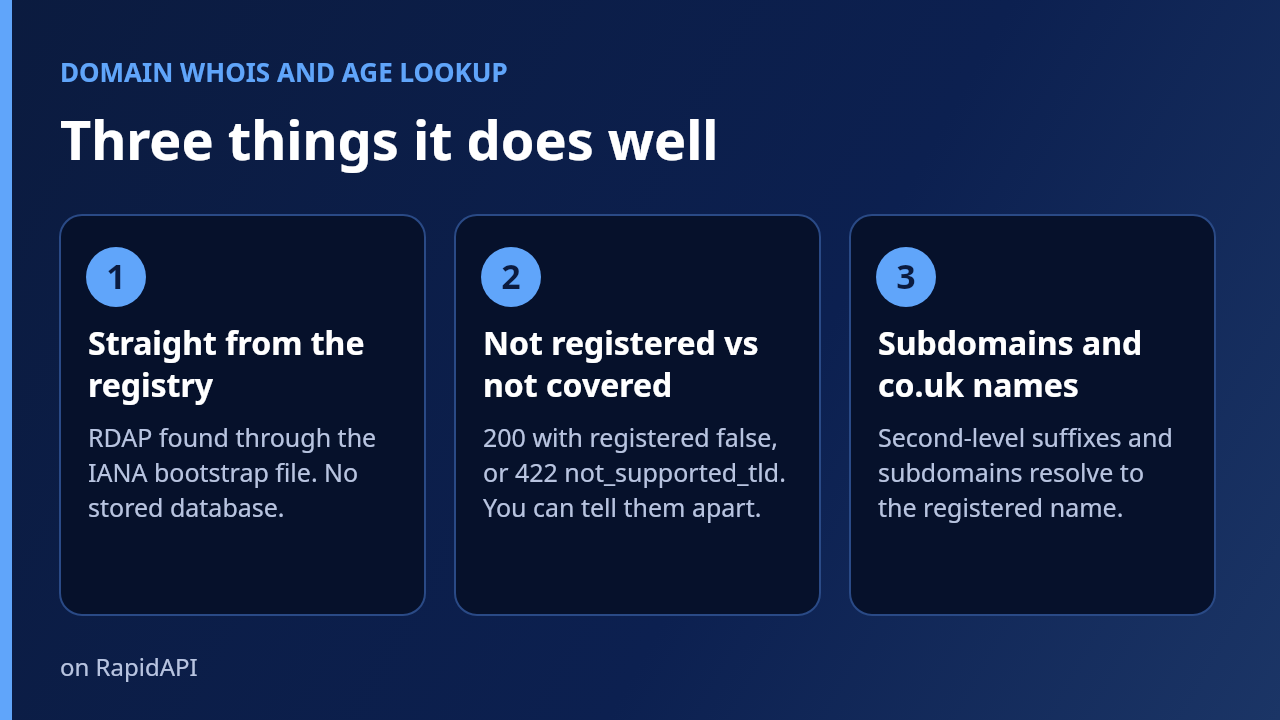 DOMAIN WHOIS AND AGE LOOKUP
Three things it does well
1
Straight from the
registry
RDAP found through the
IANA bootstrap file. No
stored database.
2
Not registered vs
not covered
200 with registered false,
or 422 not_supported_tld.
You can tell them apart.
3
Subdomains and
co.uk names
Second-level suffixes and
subdomains resolve to
the registered name.
on RapidAPI